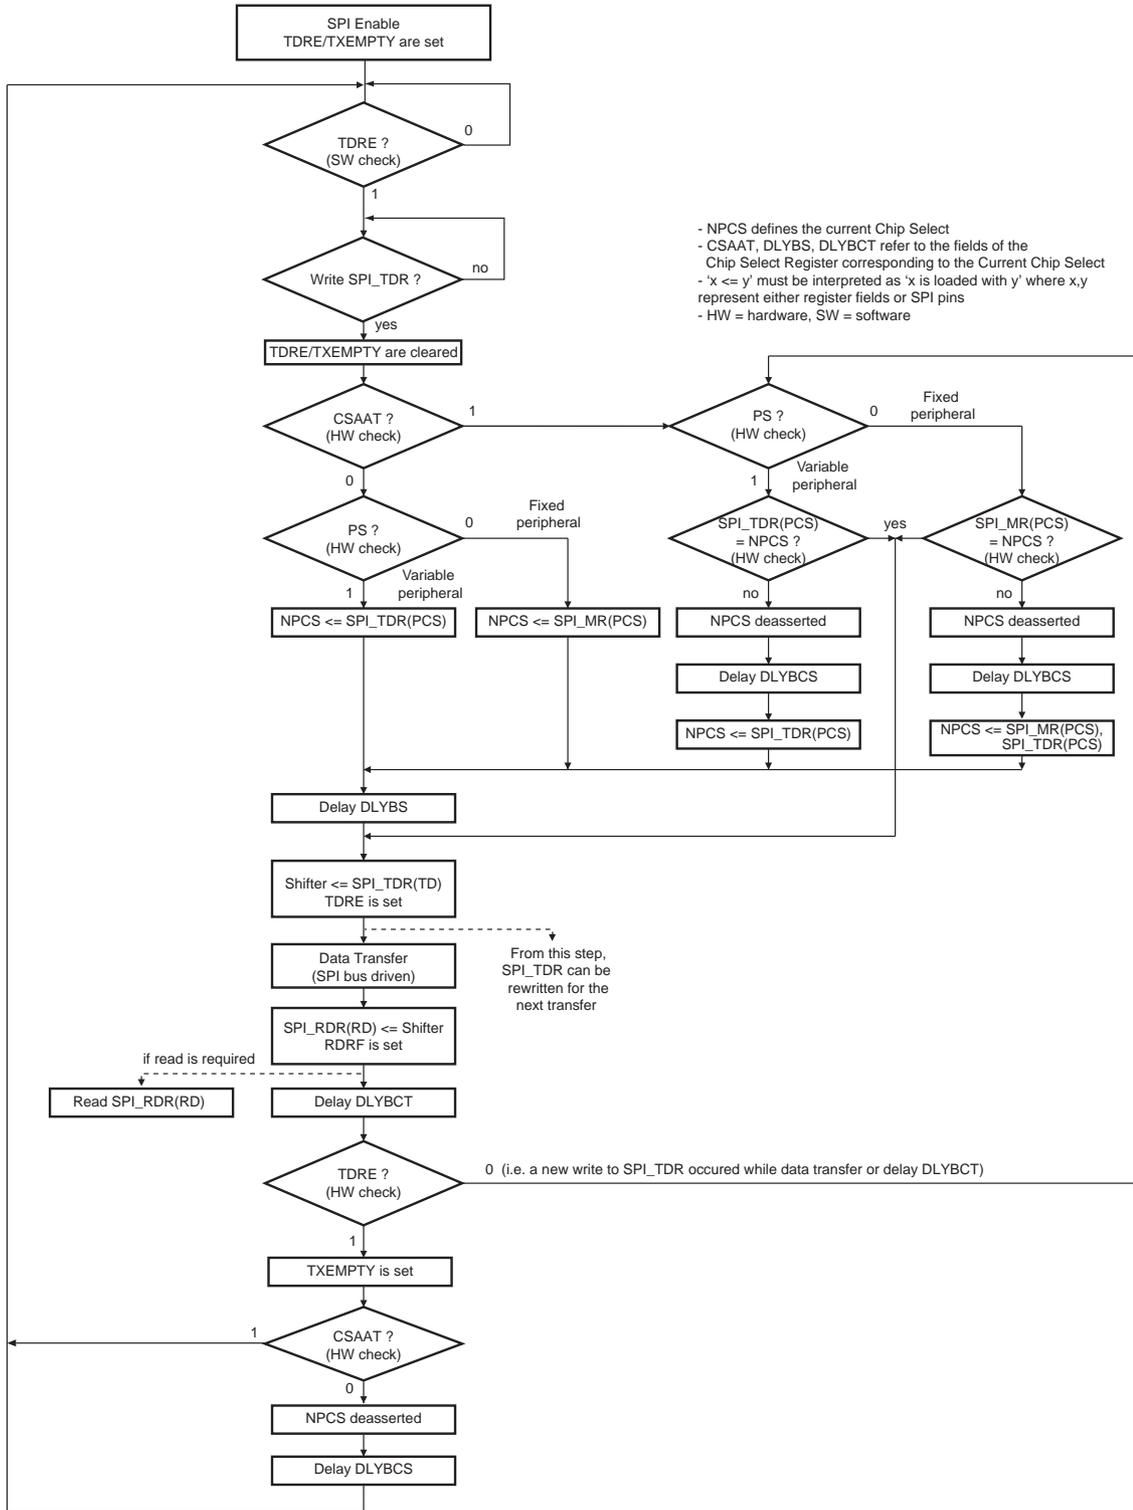 SPI Enable
TDRE/TXEMPTY are set
TDRE ?
(SW check)
0
1
Write SPI_TDR ?
no
yes
- NPCS defines the current Chip Select
- CSAAT, DLYBS, DLYBCT refer to the fields of the
Chip Select Register corresponding to the Current Chip Select
- ‘x <= y’ must be interpreted as ‘x is loaded with y’ where x,y
represent either register fields or SPI pins
- HW = hardware, SW = software
TDRE/TXEMPTY are cleared
CSAAT ?
(HW check)
1
0
PS ?
(HW check)
0
Fixed
peripheral
1
Variable
peripheral
PS ?
(HW check)
0
Fixed
peripheral
1
Variable
peripheral
SPI_TDR(PCS)
= NPCS ?
(HW check)
yes
no
SPI_MR(PCS)
= NPCS ?
(HW check)
no
NPCS <= SPI_TDR(PCS)
NPCS <= SPI_MR(PCS)
NPCS deasserted
NPCS deasserted
Delay DLYBCS
Delay DLYBCS
NPCS <= SPI_TDR(PCS)
NPCS <= SPI_MR(PCS),
SPI_TDR(PCS)
Delay DLYBS
Shifter <= SPI_TDR(TD)
TDRE is set
From this step,
SPI_TDR can be
rewritten for the
next transfer
Data Transfer
(SPI bus driven)
SPI_RDR(RD) <= Shifter
RDRF is set
if read is required
Read SPI_RDR(RD)
Delay DLYBCT
TDRE ?
(HW check)
0 (i.e. a new write to SPI_TDR occured while data transfer or delay DLYBCT)
1
TXEMPTY is set
CSAAT ?
(HW check)
1
0
NPCS deasserted
Delay DLYBCS